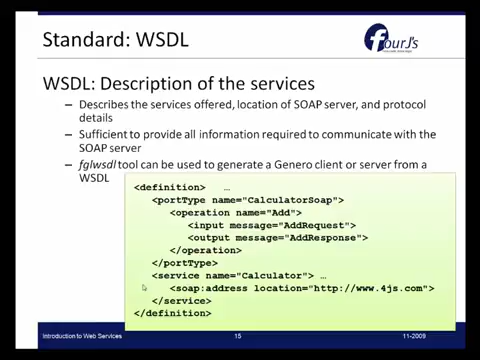 Standard: WSDL
fourJ's
WSDL: Description of the services
– Describes the services offered, location of SOAP server, and protocol
details
– Sufficient to provide all information required to communicate with the
SOAP server
– fglwsdl tool can be used to generate a Genero client or server from a
WSDL
<definition> …
<portType name="CalculatorSoap">
<operation name="Add">
<input message="AddRequest">
<output message="AddResponse">
</operation>
</portType>
<service name="Calculator"> …
<soap:address location="http://www.4js.com">
</service>
</definition>
Introduction to Web Services
15
11-2009